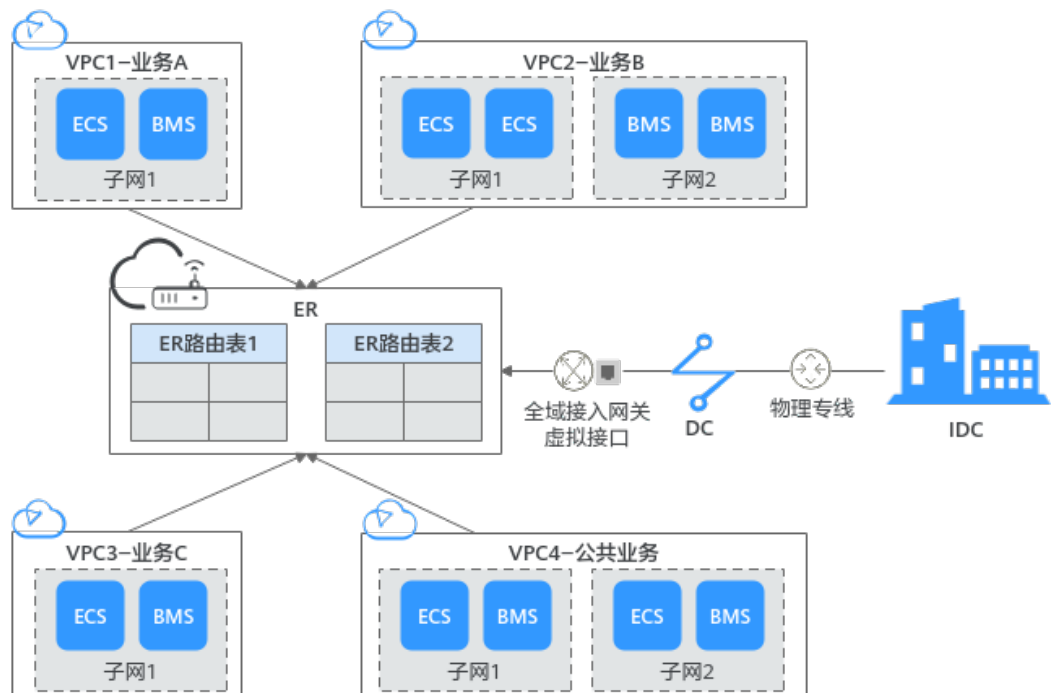 VPC1–业务A
ECS
BMS
子网1
VPC2–业务B
ECS
ECS
BMS
BMS
子网1
子网2
ER
ER路由表1
ER路由表2
全域接入网关
虚拟接口
DC
物理专线
IDC
VPC3–业务C
ECS
BMS
子网1
VPC4–公共业务
ECS
BMS
ECS
BMS
子网1
子网2